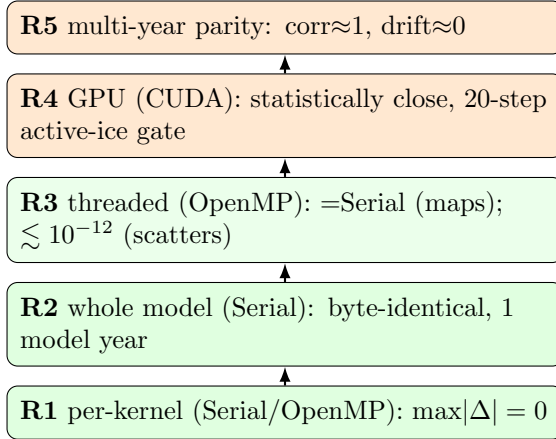 R5 multi-year parity: corr≈1, drift≈0
R4 GPU (CUDA): statistically close, 20-step
active-ice gate
R3 threaded (OpenMP): =Serial (maps);
≲ 10⁻¹² (scatters)
R2 whole model (Serial): byte-identical, 1
model year
R1 per-kernel (Serial/OpenMP): max|Δ| = 0